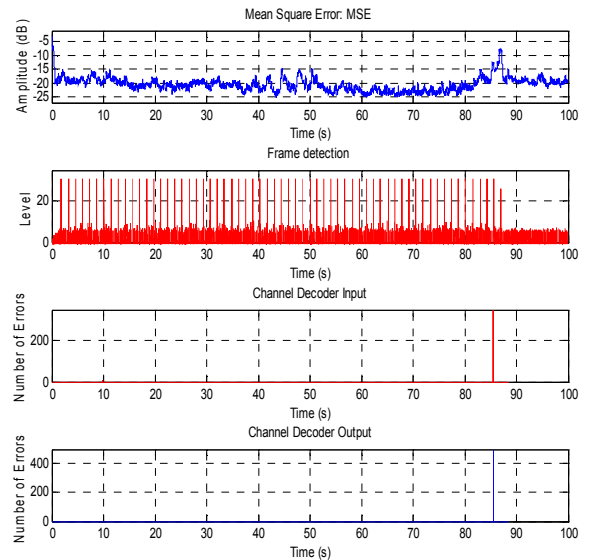 Mean Square Error: MSE
Amplitude (dB)
-5
-10
-15
-20
-25
0 10 20 30 40 50 60 70 80 90 100
Time (s)
Frame detection
Level
20
0
0 10 20 30 40 50 60 70 80 90 100
Time (s)
Channel Decoder Input
Number of Errors
200
0
0 10 20 30 40 50 60 70 80 90 100
Time (s)
Channel Decoder Output
Number of Errors
400
200
0
0 10 20 30 40 50 60 70 80 90 100
Time (s)